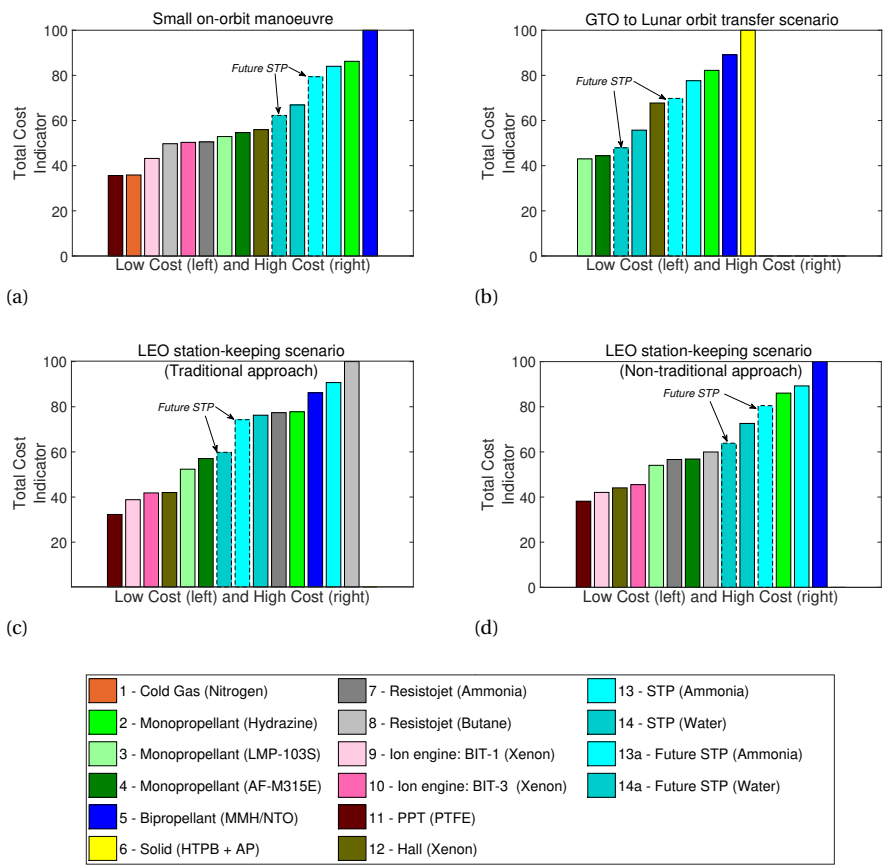 Small on-orbit manoeuvre
Total Cost
Indicator
100
80
60
40
20
0
Future STP
Low Cost (left) and High Cost (right)
(a)
GTO to Lunar orbit transfer scenario
Total Cost
Indicator
100
80
60
40
20
0
Future STP
Low Cost (left) and High Cost (right)
(b)
LEO station-keeping scenario
(Traditional approach)
Total Cost
Indicator
100
80
60
40
20
Future STP
Low Cost (left) and High Cost (right)
(c)
LEO station-keeping scenario
(Non-traditional approach)
Total Cost
Indicator
100
80
60
40
20
0
Future STP
Low Cost (left) and High Cost (right)
(d)
1 - Cold Gas (Nitrogen)
2 - Monopropellant (Hydrazine)
3 - Monopropellant (LMP-103S)
4 - Monopropellant (AF-M315E)
5 - Bipropellant (MMH/NTO)
6 - Solid (HTPB + AP)
7 - Resistojet (Ammonia)
8 - Resistojet (Butane)
9 - Ion engine: BIT-1 (Xenon)
10 - Ion engine: BIT-3 (Xenon)
11 - PPT (PTFE)
12 - Hall (Xenon)
13 - STP (Ammonia)
14 - STP (Water)
13a - Future STP (Ammonia)
14a - Future STP (Water)